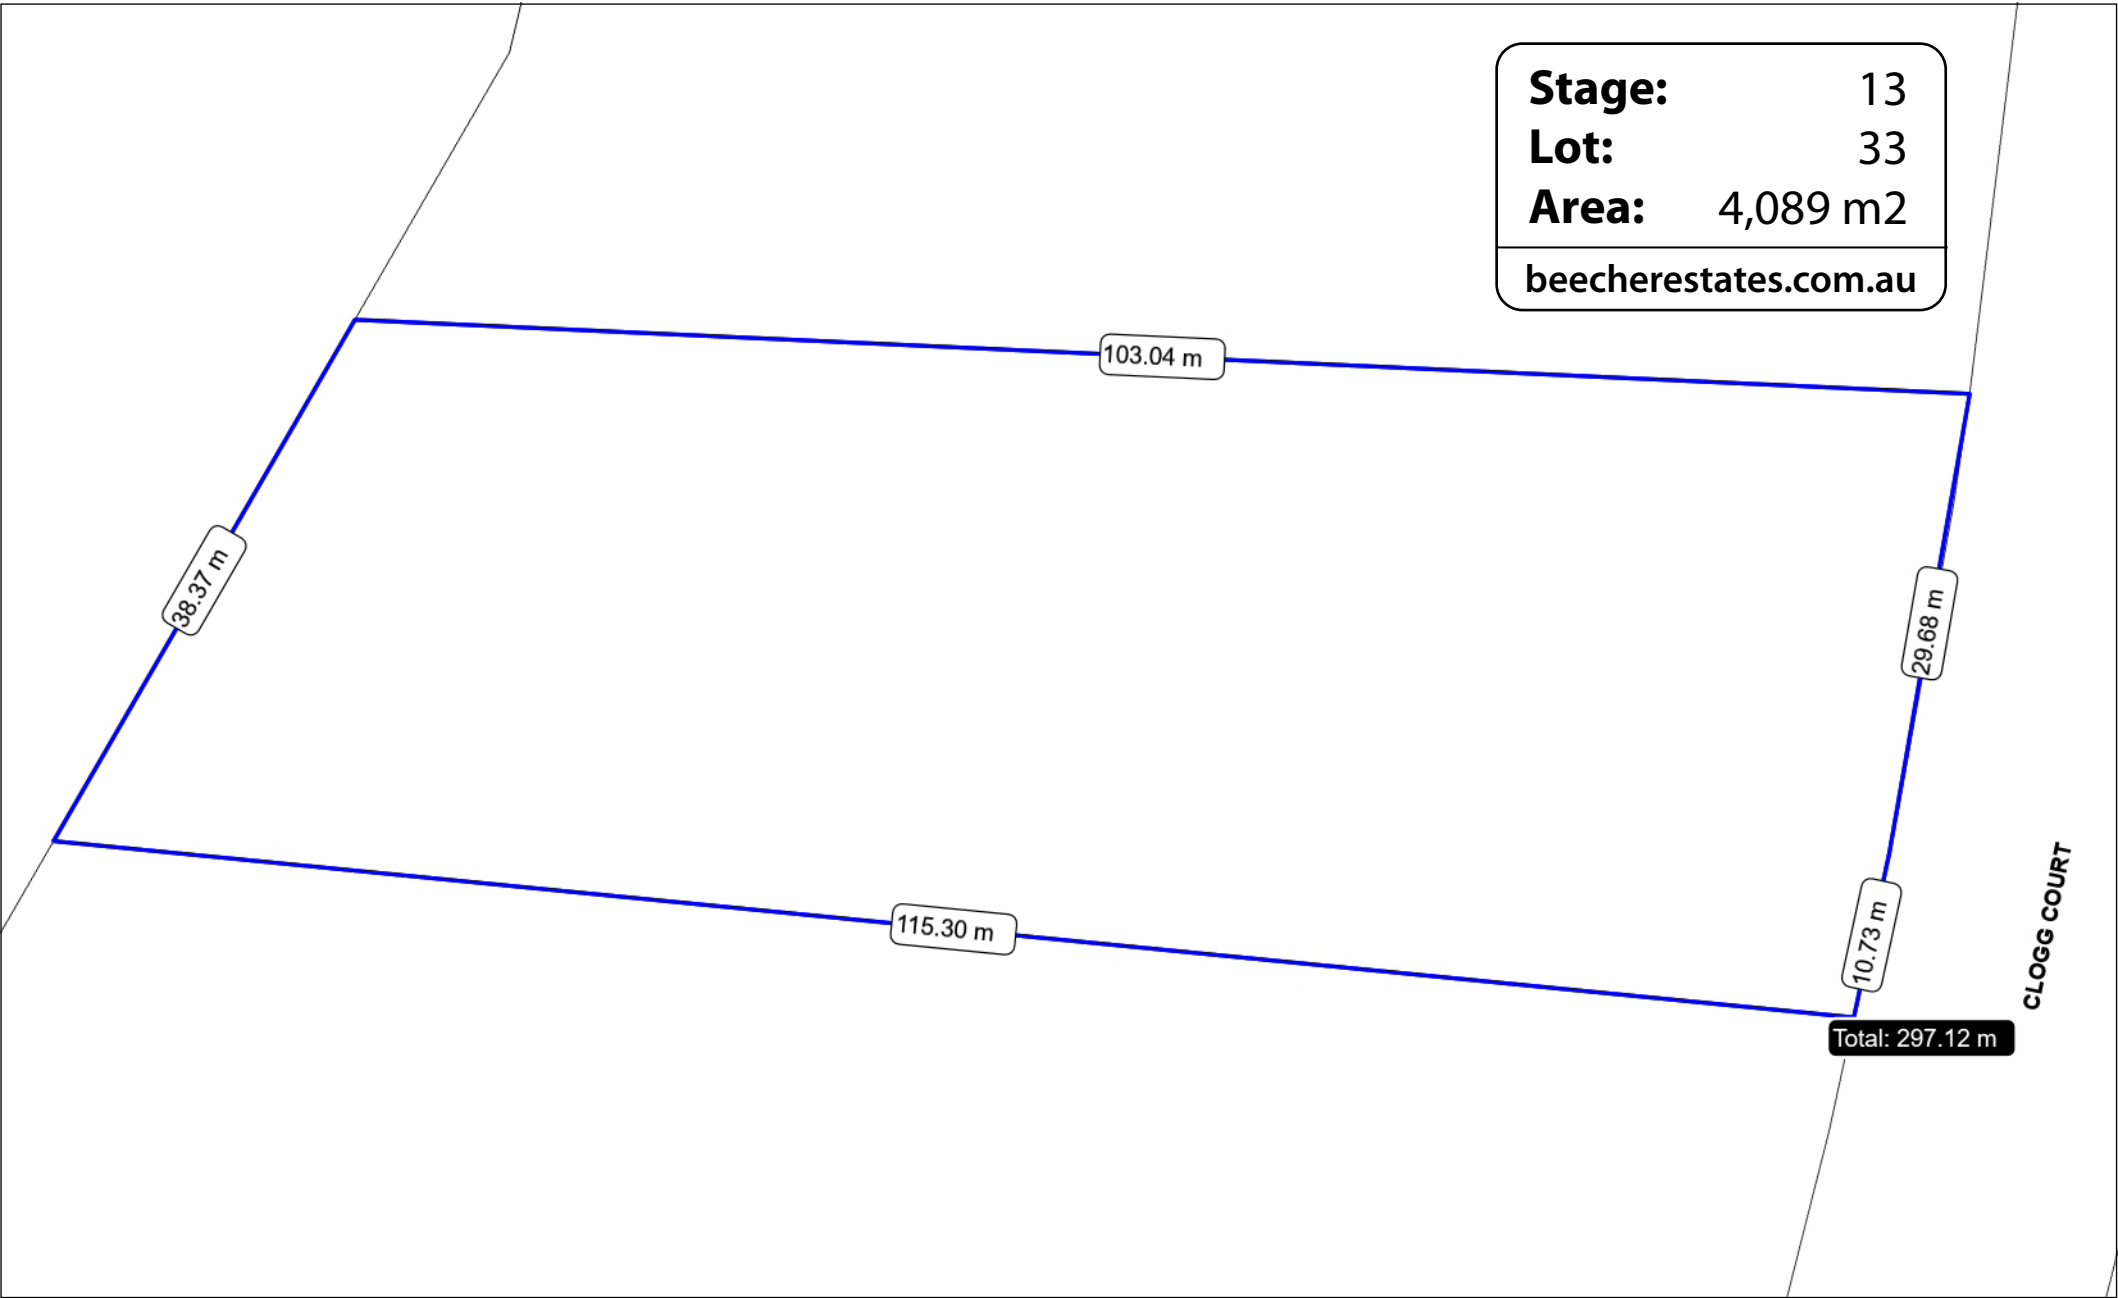 Stage: 13
Lot: 33
Area: 4,089 m2
beecherestates.com.au
103.04 m
38.37 m
29.68 m
10.73 m
115.30 m
CLOGG COURT
Total: 297.12 m